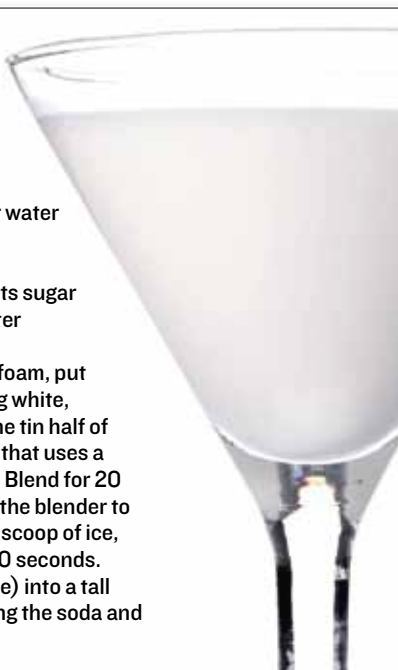 water
ts sugar
er
foam, put
g white,
ne tin half of
that uses a
Blend for 20
the blender to
scoop of ice,
0 seconds.
e) into a tall
ng the soda and